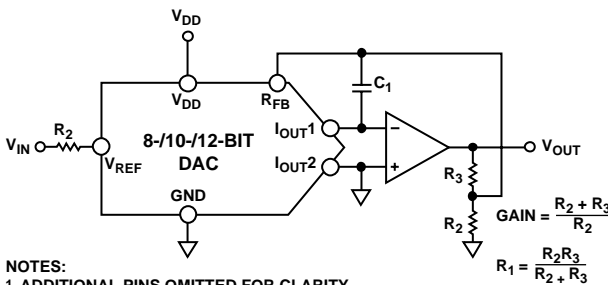 VDD
VDD
RFB
C1
IOUT1
8-/10-/12-BIT
DAC
VIN
R2
VREF
IOUT2
GND
VOUT
R3
R2
GAIN = R2 + R3
R2
R1 = R2R3
R2 + R3
NOTES:
1. ADDITIONAL PINS OMITTED FOR CLARITY